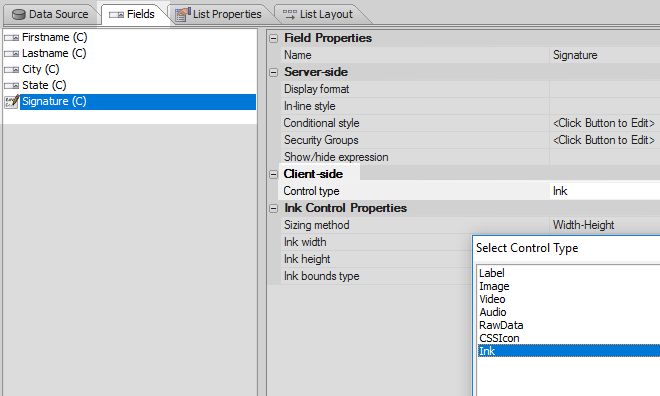 Data Source
Fields
List Properties
List Layout
Firstname (C)
Lastname (C)
City (C)
State (C)
Signature (C)
Field Properties
Name Signature
Server-side
Display format
In-line style
Conditional style <Click Button to Edit>
Security Groups <Click Button to Edit>
Show/hide expression
Client-side
Control type Ink
Ink Control Properties
Sizing method Width-Height
Ink width
Ink height
Ink bounds type
Select Control Type
Label
Image
Video
Audio
RawData
CSSIcon
Ink